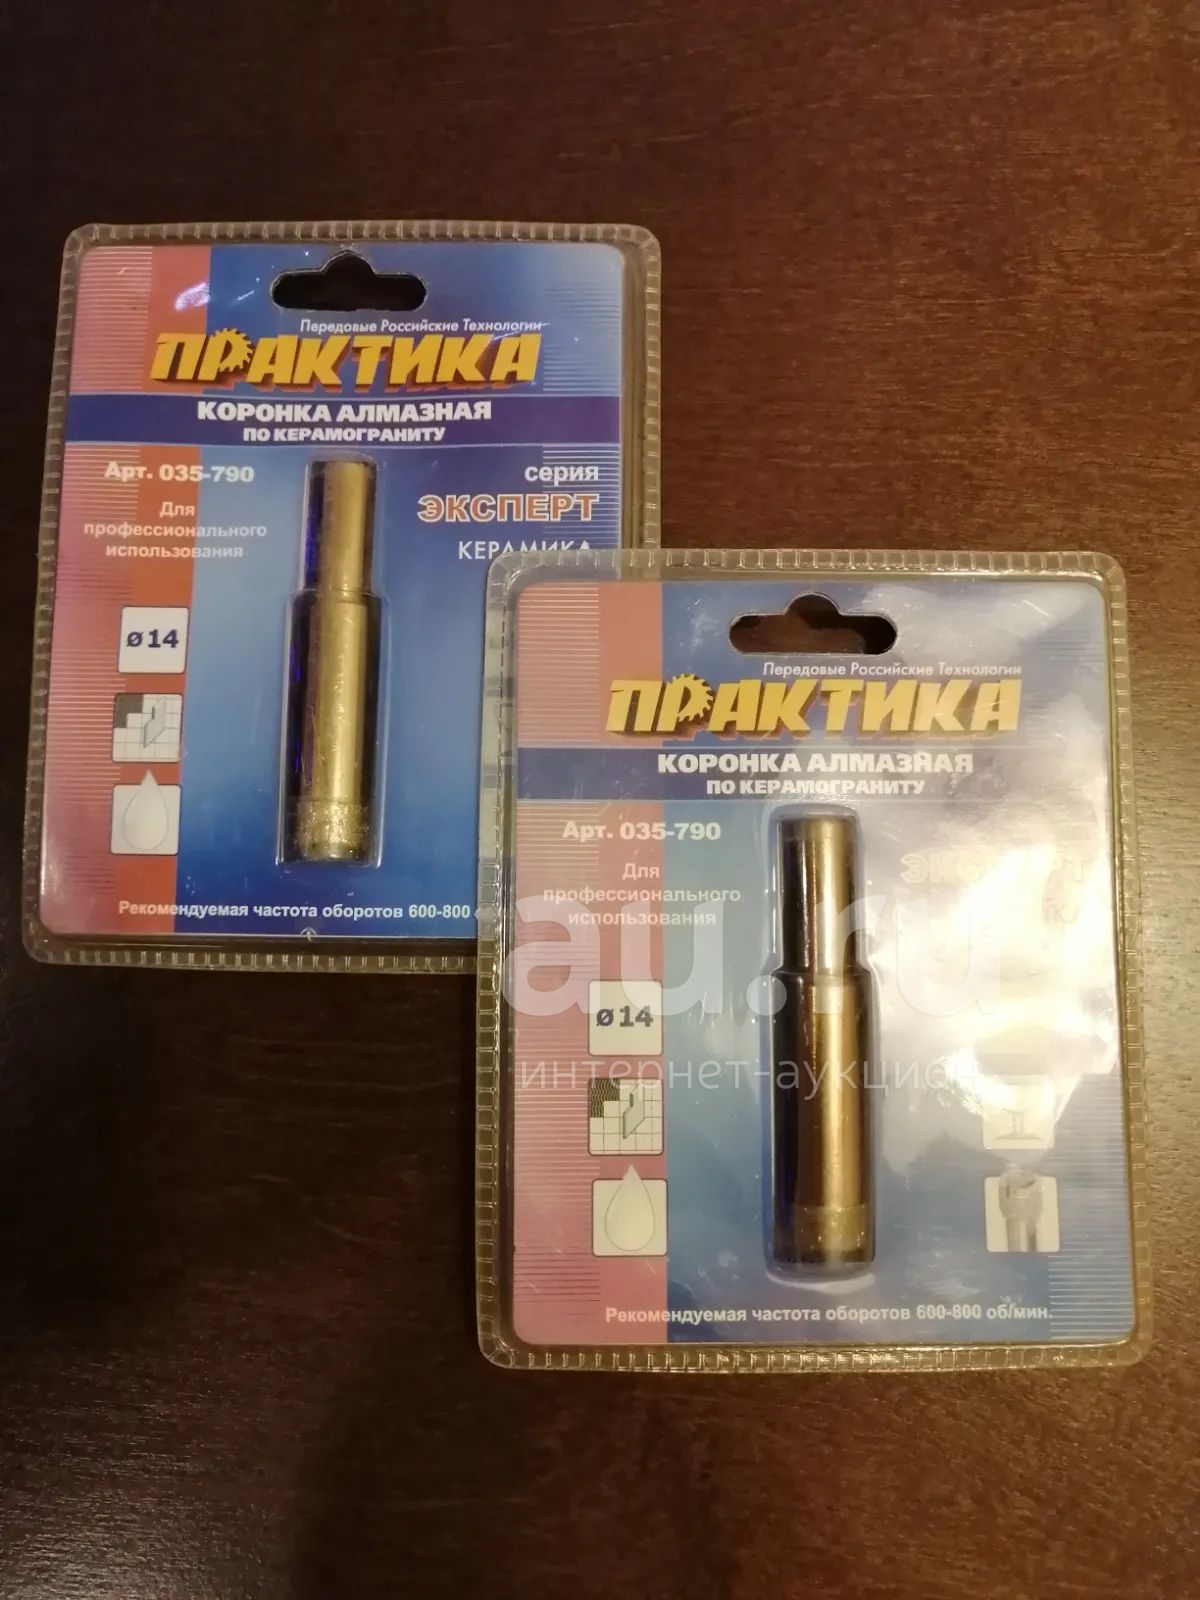 Передовые Российские Технологии
ПРАКТИКА
КОРОНКА АЛМАЗНАЯ
ПО КЕРАМОГРАНИТУ
Арт. 035-790
серия
ЭКСПЕРТ
КЕРАМИКА
Для
профессионального
использования
ø14
Рекомендуемая частота оборотов 600-800
Передовые Российские Технологии
ПРАКТИКА
КОРОНКА АЛМАЗНАЯ
ПО КЕРАМОГРАНИТУ
Арт. 035-790
ЭКСПЕРТ
Для
профессионального
использования
ø14
Рекомендуемая частота оборотов 600-800 об/мин.
au.ru
интернет-аукцион